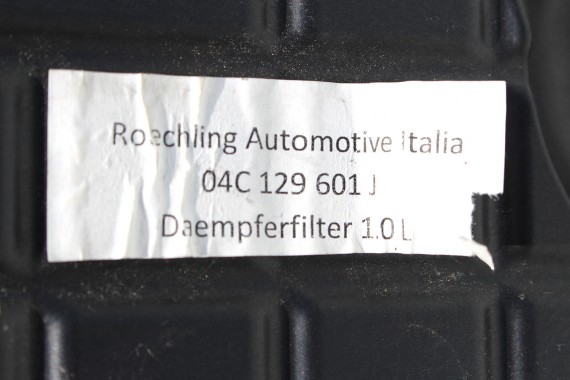 Roechling Automotive Italia
04C 129 601 J
Daempferfilter 1.0 L